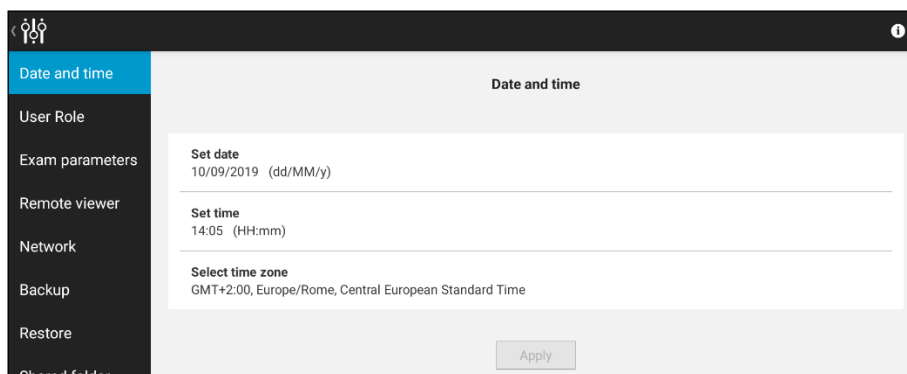 Date and time
User Role
Exam parameters
Remote viewer
Network
Backup
Restore
Shared folder
Date and time
Set date
10/09/2019 (dd/MM/y)
Set time
14:05 (HH:mm)
Select time zone
GMT+2:00, Europe/Rome, Central European Standard Time
Apply